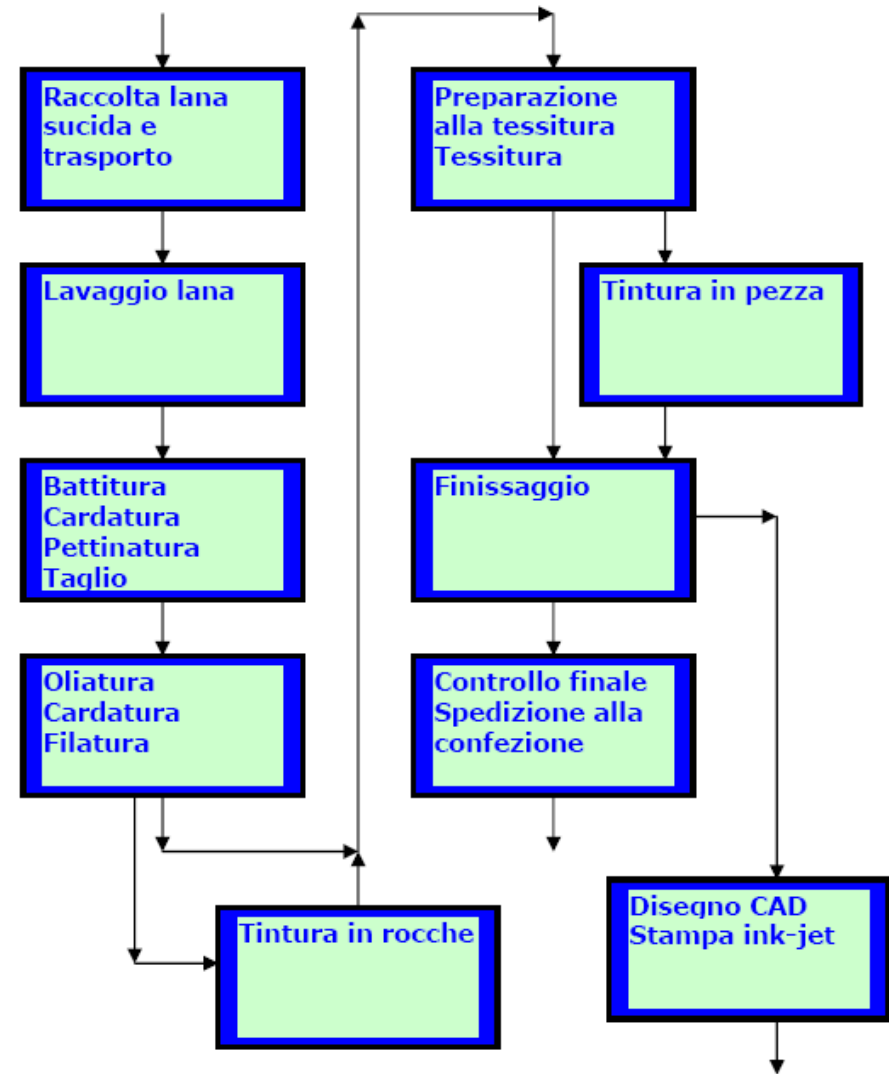 Raccolta lana
sucida e
trasporto
Lavaggio lana
Battitura
Cardatura
Pettinatura
Taglio
Oliatura
Cardatura
Filatura
Tintura in rocche
Preparazione
alla tessitura
Tessitura
Tintura in pezza
Finissaggio
Controllo finale
Spedizione alla
confezione
Disegno CAD
Stampa ink-jet